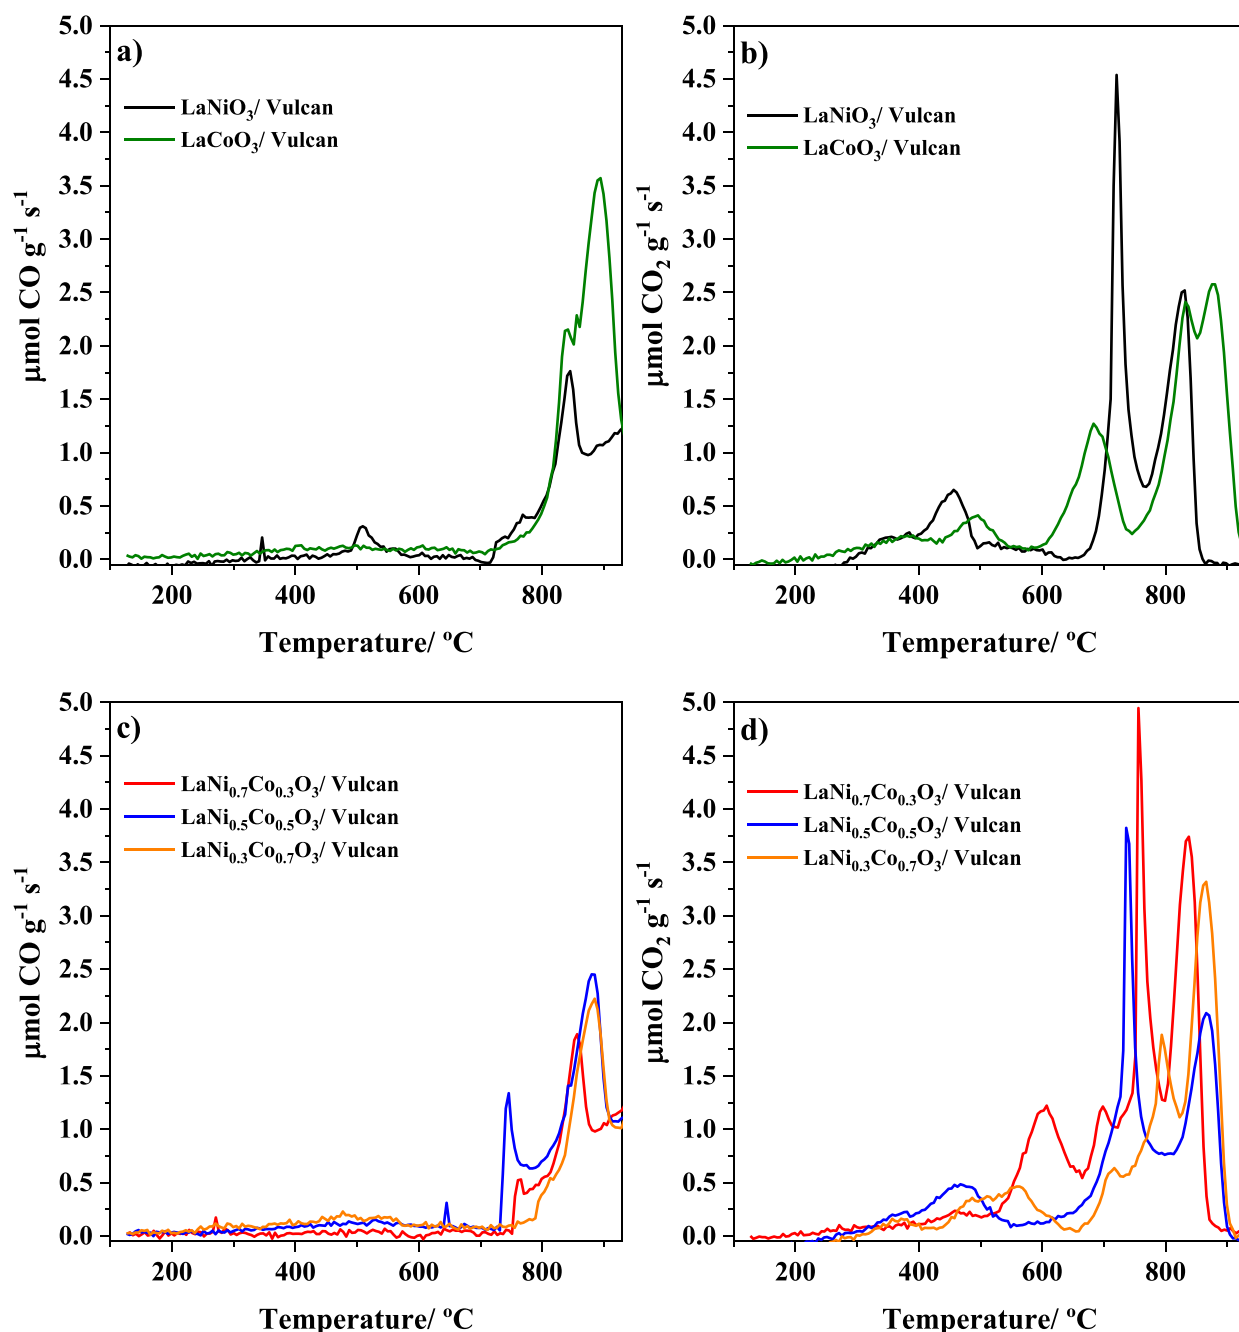 a)
LaNiO₃/ Vulcan
LaCoO₃/ Vulcan
5.0
4.5
4.0
3.5
3.0
2.5
2.0
1.5
1.0
0.5
0.0
µmol CO g⁻¹ s⁻¹
200 400 600 800
Temperature/ ºC
b)
LaNiO₃/ Vulcan
LaCoO₃/ Vulcan
5.0
4.5
4.0
3.5
3.0
2.5
2.0
1.5
1.0
0.5
0.0
µmol CO₂ g⁻¹ s⁻¹
200 400 600 800
Temperature/ ºC
c)
LaNi₀.₇Co₀.₃O₃/ Vulcan
LaNi₀.₅Co₀.₅O₃/ Vulcan
LaNi₀.₃Co₀.₇O₃/ Vulcan
5.0
4.5
4.0
3.5
3.0
2.5
2.0
1.5
1.0
0.5
0.0
µmol CO g⁻¹ s⁻¹
200 400 600 800
Temperature/ ºC
d)
LaNi₀.₇Co₀.₃O₃/ Vulcan
LaNi₀.₅Co₀.₅O₃/ Vulcan
LaNi₀.₃Co₀.₇O₃/ Vulcan
5.0
4.5
4.0
3.5
3.0
2.5
2.0
1.5
1.0
0.5
0.0
µmol CO₂ g⁻¹ s⁻¹
200 400 600 800
Temperature/ ºC